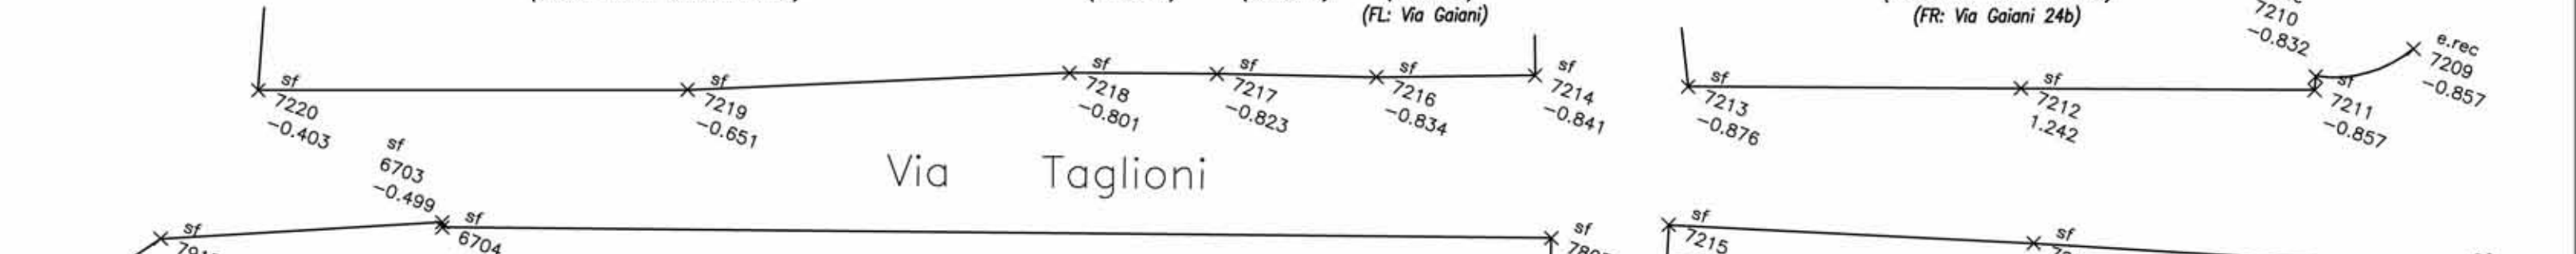 (FL: Via Gaiani)
(FR: Via Gaiani 24b)
7210
-0.832
e.rec
7209
-0.857
sf
7220
-0.403
sf
7219
-0.651
sf
7218
-0.801
sf
7217
-0.823
sf
7216
-0.834
sf
7214
-0.841
sf
7213
-0.876
sf
7212
1.242
sf
7211
-0.857
sf
6703
-0.499
Via Taglioni
sf
sf
6704
sf
sf
7215
sf